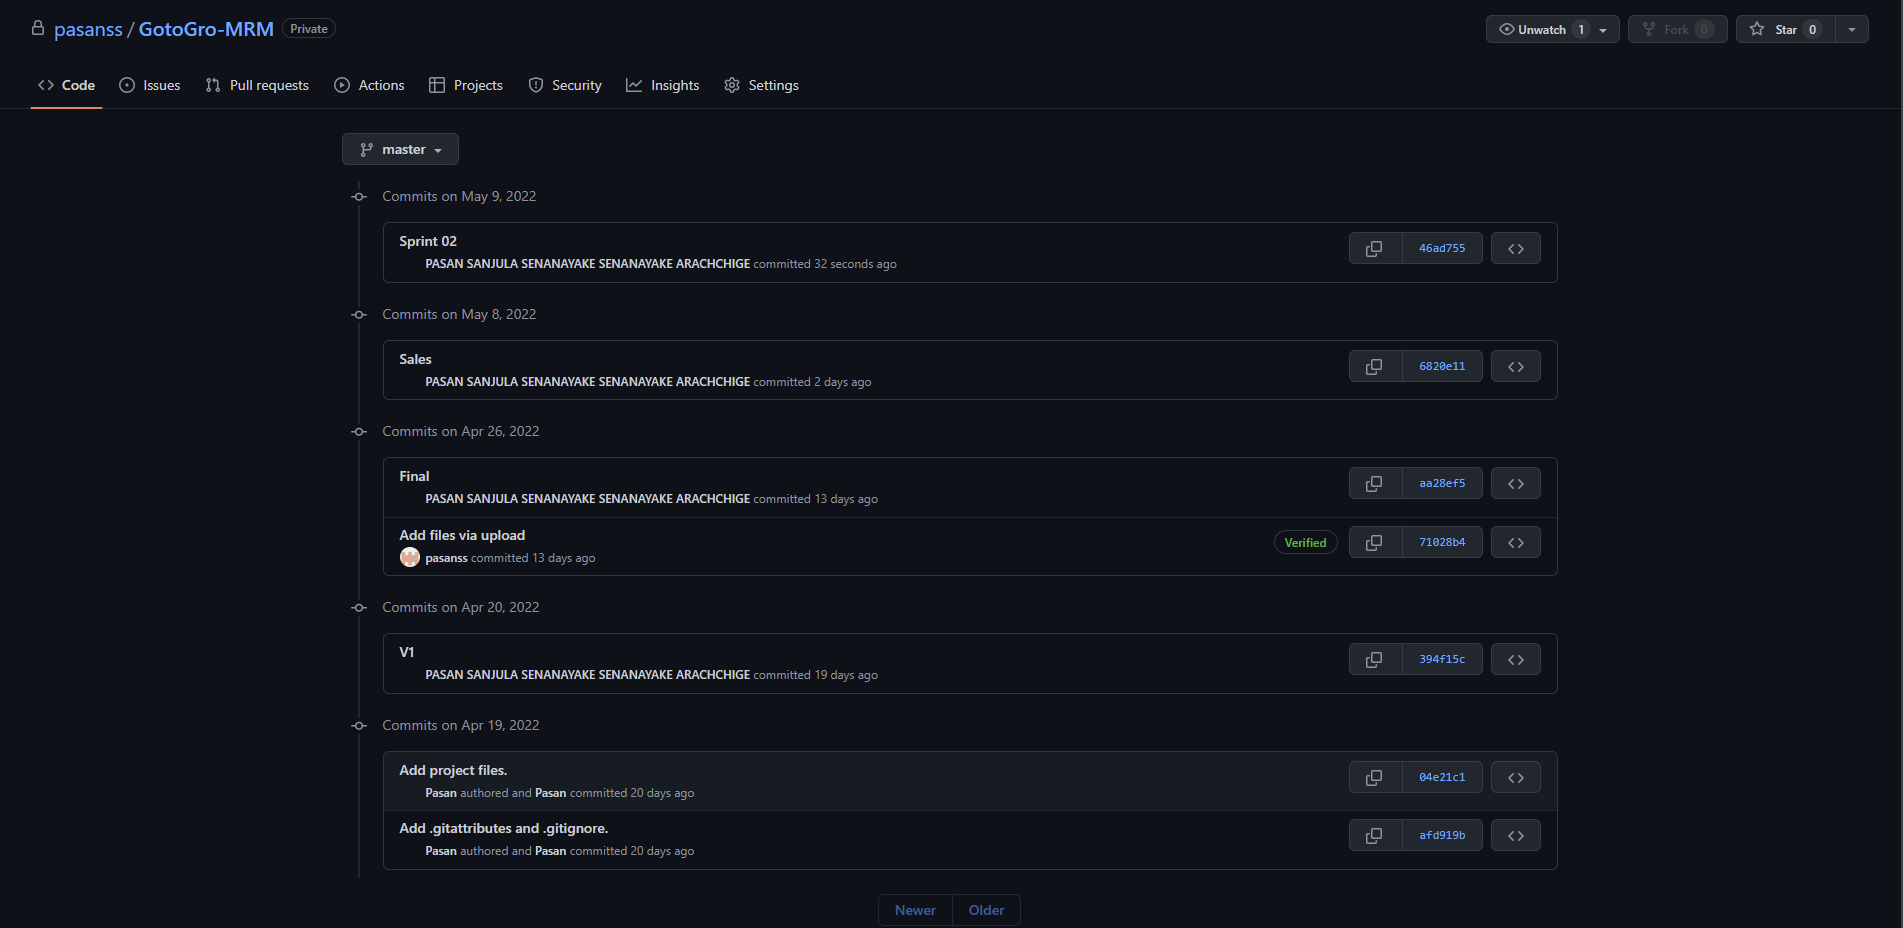 pasanss / GotoGro-MRM Private
Unwatch 1 Fork 0 Star 0
Code Issues Pull requests Actions Projects Security Insights Settings
master
Commits on May 9, 2022
Sprint 02
46ad755
PASAN SANJULA SENANAYAKE SENANAYAKE ARACHCHIGE committed 32 seconds ago
Commits on May 8, 2022
Sales
6820e11
PASAN SANJULA SENANAYAKE SENANAYAKE ARACHCHIGE committed 2 days ago
Commits on Apr 26, 2022
Final
aa28ef5
PASAN SANJULA SENANAYAKE SENANAYAKE ARACHCHIGE committed 13 days ago
Add files via upload
Verified 71028b4
pasanss committed 13 days ago
Commits on Apr 20, 2022
V1
394f15c
PASAN SANJULA SENANAYAKE SENANAYAKE ARACHCHIGE committed 19 days ago
Commits on Apr 19, 2022
Add project files.
04e21c1
Pasan authored and Pasan committed 20 days ago
Add .gitattributes and .gitignore.
afd919b
Pasan authored and Pasan committed 20 days ago
Newer Older